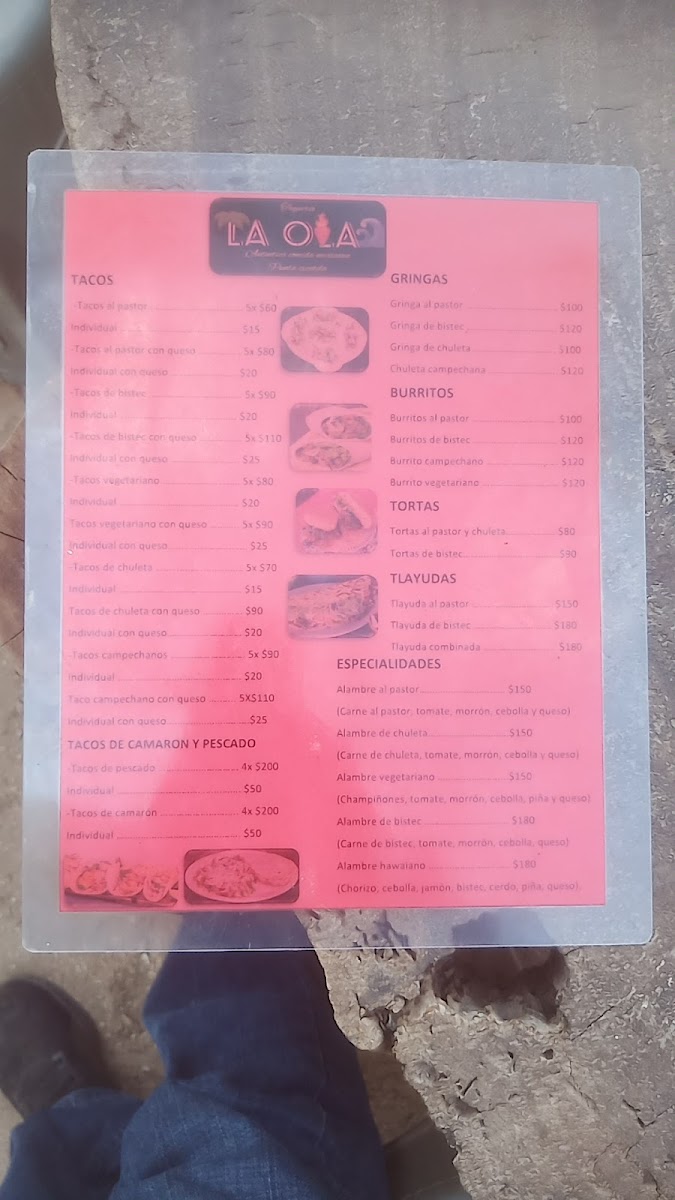 Taqueria
LA OLA
Autentica comida mexicana
Punta zicatela
TACOS
-Tacos al pastor 5x $60
Individual $15
-Tacos al pastor con queso 5x $80
Individual con queso $20
-Tacos de bistec 5x $90
Individual $20
-Tacos de bistec con queso 5x $110
Individual con queso $25
-Tacos vegetariano 5x $80
Individual $20
Tacos vegetariano con queso 5x $90
Individual con queso $25
-Tacos de chuleta 5x $70
Individual $15
Tacos de chuleta con queso $90
Individual con queso $20
-Tacos campechanos 5x $90
Individual $20
Taco campechano con queso 5X$110
Individual con queso $25
TACOS DE CAMARON Y PESCADO
-Tacos de pescado 4x $200
Individual $50
-Tacos de camarón 4x $200
Individual $50
GRINGAS
Gringa al pastor $100
Gringa de bistec $120
Gringa de chuleta $100
Chuleta campechana $120
BURRITOS
Burritos al pastor $100
Burritos de bistec $120
Burrito campechano $120
Burrito vegetariano $120
TORTAS
Tortas al pastor y chuleta $80
Tortas de bistec $90
TLAYUDAS
Tlayuda al pastor $150
Tlayuda de bistec $180
Tlayuda combinada $180
ESPECIALIDADES
Alambre al pastor $150
(Carne al pastor, tomate, morrón, cebolla y queso)
Alambre de chuleta $150
(Carne de chuleta, tomate, morrón, cebolla y queso)
Alambre vegetariano $150
(Champiñones, tomate, morrón, cebolla, piña y queso)
Alambre de bistec $180
(Carne de bistec, tomate, morrón, cebolla, queso)
Alambre hawaiano $180
(Chorizo, cebolla, jamón, bistec, cerdo, piña, queso).